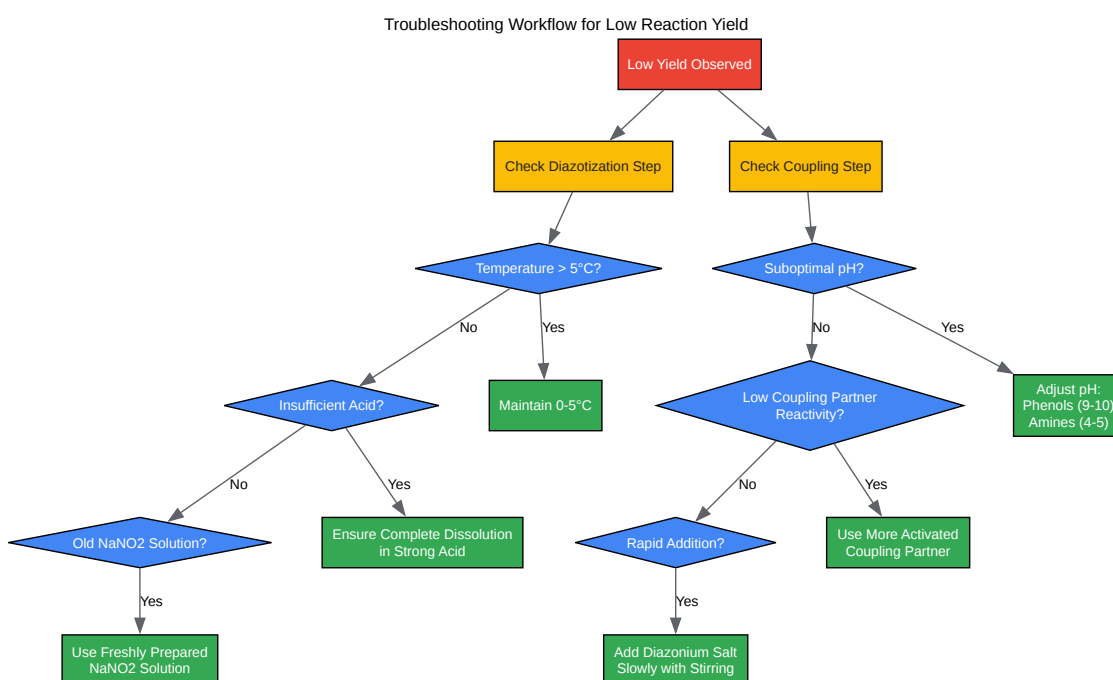 Troubleshooting Workflow for Low Reaction Yield
Low Yield Observed
Check Diazotization Step
Check Coupling Step
Temperature > 5°C?
Suboptimal pH?
No
Yes
No
Yes
Insufficient Acid?
Maintain 0-5°C
Low Coupling Partner
Reactivity?
Adjust pH:
Phenols (9-10)
Amines (4-5)
No
Yes
No
Yes
Old NaNO2 Solution?
Ensure Complete Dissolution
in Strong Acid
Rapid Addition?
Use More Activated
Coupling Partner
Yes
Yes
Use Freshly Prepared
NaNO2 Solution
Add Diazonium Salt
Slowly with Stirring